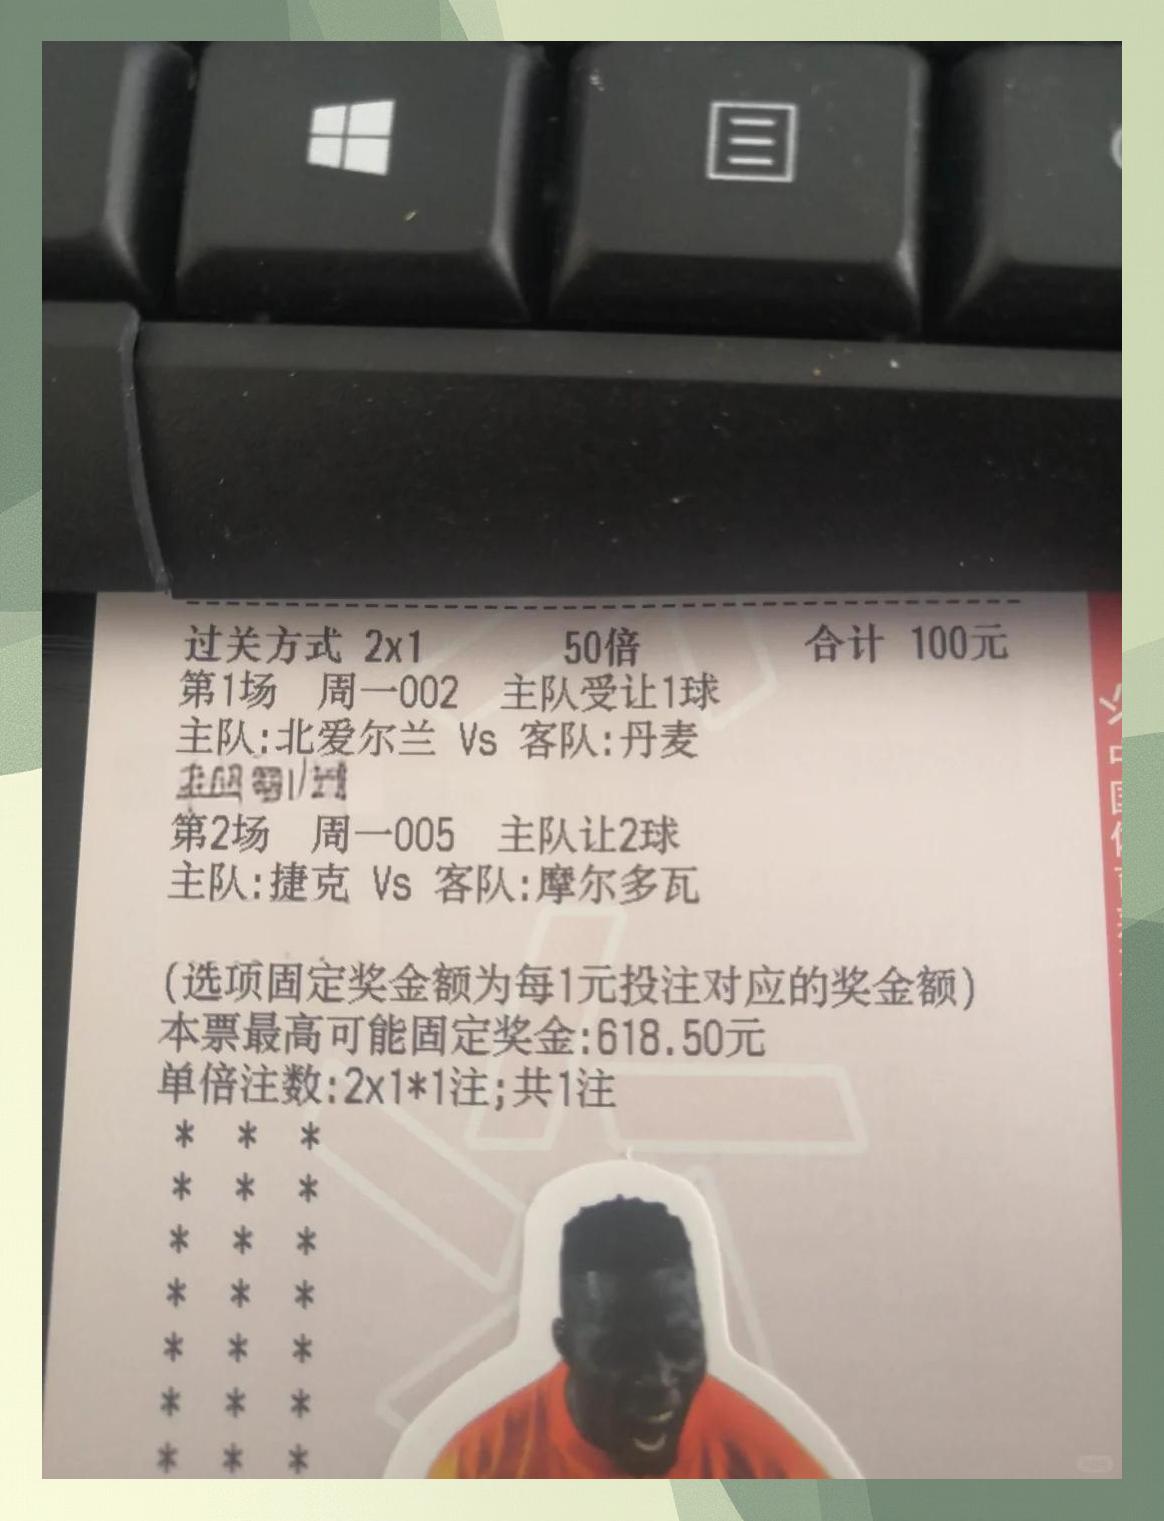 过关方式 2x1 50倍 合计 100元
第1场 周一002 主队受让1球
主队:北爱尔兰 Vs 客队:丹麦
第2场 周一005 主队让2球
主队:捷克 Vs 客队:摩尔多瓦
(选项固定奖金额为每1元投注对应的奖金额)
本票最高可能固定奖金:618.50元
单倍注数:2x1*1注;共1注
* * *
* * *
* * *
* * *
* * *
* * *
* * *
中国体